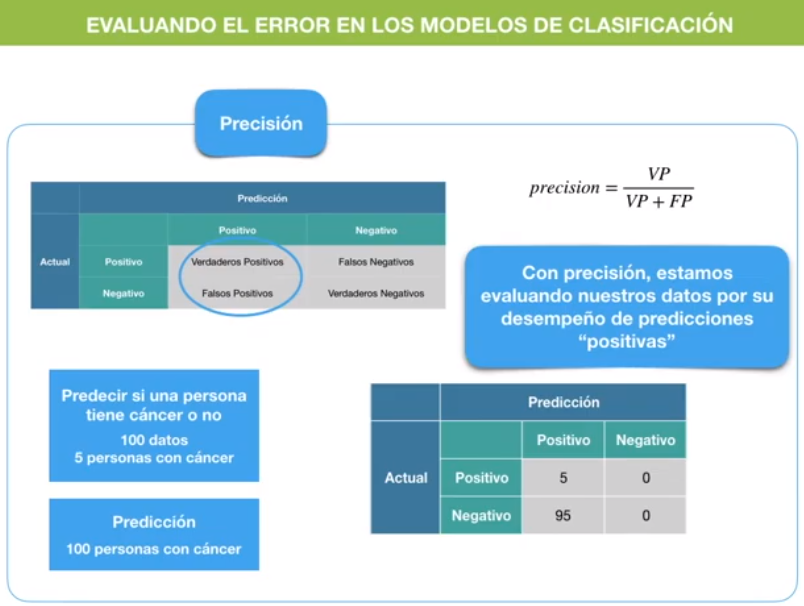 EVALUANDO EL ERROR EN LOS MODELOS DE CLASIFICACIÓN
Precisión
Predicción
Positivo Negativo
Actual Positivo Verdaderos Positivos Falsos Negativos
Negativo Falsos Positivos Verdaderos Negativos
precision = VP / VP + FP
Con precisión, estamos
evaluando nuestros datos por su
desempeño de predicciones
“positivas”
Predecir si una persona
tiene cáncer o no
100 datos
5 personas con cáncer
Predicción
100 personas con cáncer
Predicción
Positivo Negativo
Actual Positivo 5 0
Negativo 95 0